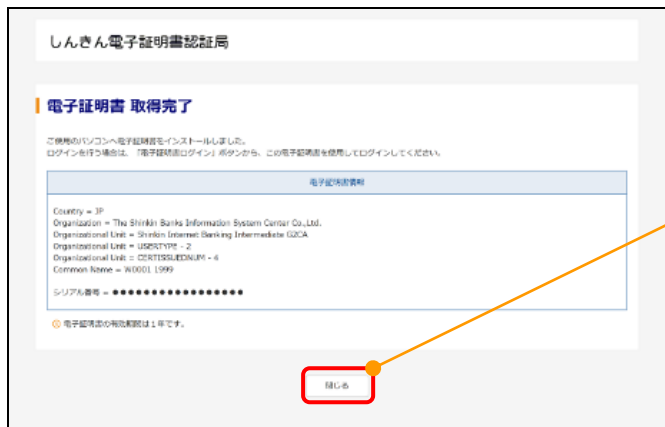 しんきん電子証明書認証局
電子証明書 取得完了
ご使用のパソコンへ電子証明書をインストールしました。
ログインを行う場合は、「電子証明書ログイン」ボタンから、この電子証明書を使用してログインしてください。
電子証明書情報
Country = JP
Organization = The Shinkin Banks Information System Center Co.,Ltd.
Organizational Unit = Shinkin Internet Banking Intermediate G2CA
Organizational Unit = USERTYPE - 2
Organizational Unit = CERTISSUEDNUM - 4
Common Name = W0001 1999
シリアル番号 = ●●●●●●●●●●●●●●●●●
電子証明書の有効期間は1年です。
閉じる